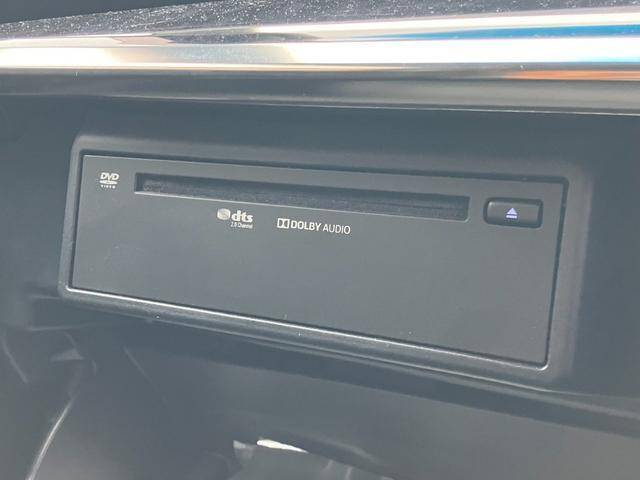 DVD
VIDEO
dts
2.0 Channel
DOLBY AUDIO